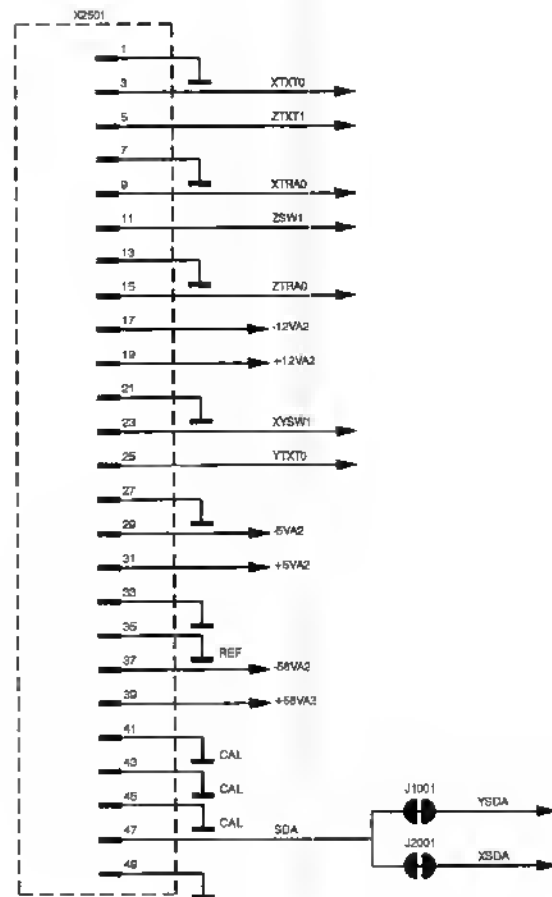 X2501
1
3 XTXT0
5 ZTXT1
7
9 XTRA0
11 ZSW1
13
15 ZTRA0
17 -12VA2
19 +12VA2
21
23 XYSW1
25 YTXT0
27
29 -5VA2
31 +5VA2
33
35 REF
37 -58VA2
39 +58VA2
41 CAL
43 CAL
45 CAL
47 SDA
J1001 YSDA
J2001 XSDA
49